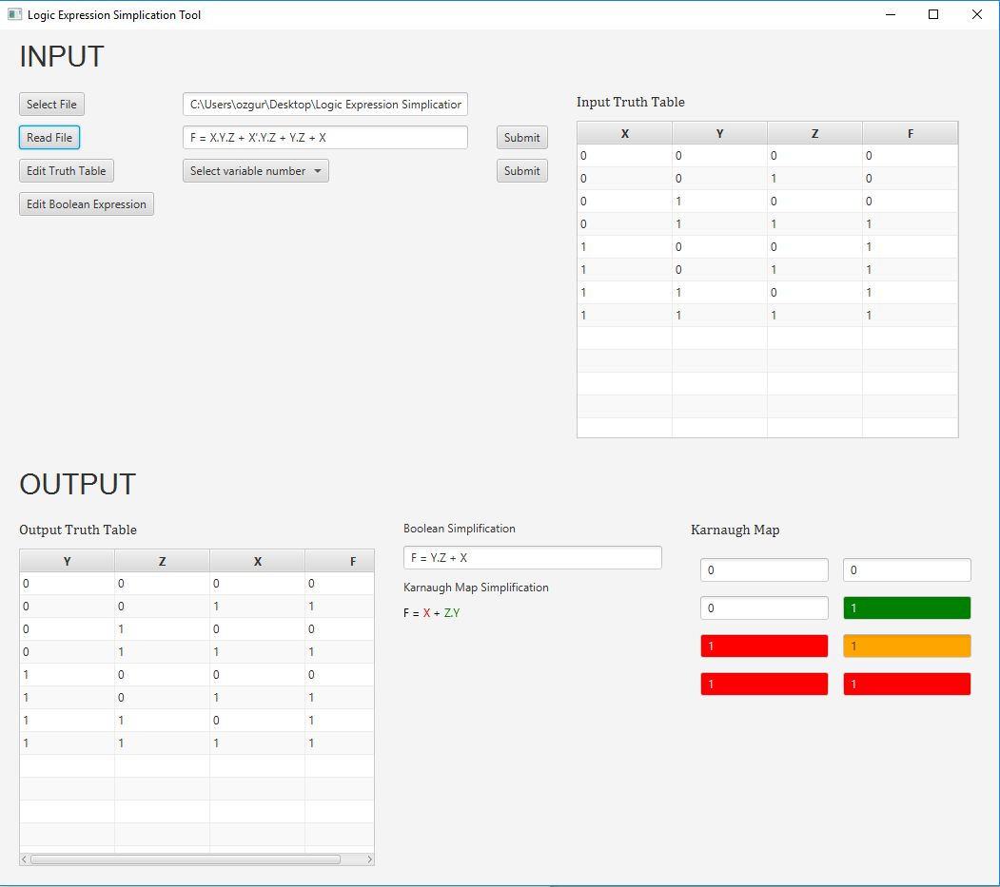 Logic Expression Simplication Tool
INPUT
Select File
C:\Users\ozgur\Desktop\Logic Expression Simplication
Read File
F = X.Y.Z + X'.Y.Z + Y.Z + X
Submit
Edit Truth Table
Select variable number
Submit
Edit Boolean Expression
Input Truth Table
X Y Z F
0 0 0 0
0 0 1 0
0 1 0 0
0 1 1 1
1 0 0 1
1 0 1 1
1 1 0 1
1 1 1 1
OUTPUT
Output Truth Table
Y Z X F
0 0 0 0
0 0 1 1
0 1 0 0
0 1 1 1
1 0 0 0
1 0 1 1
1 1 0 1
1 1 1 1
Boolean Simplification
F = Y.Z + X
Karnaugh Map Simplification
F = X + Z.Y
Karnaugh Map
0 0
0 1
1 1
1 1